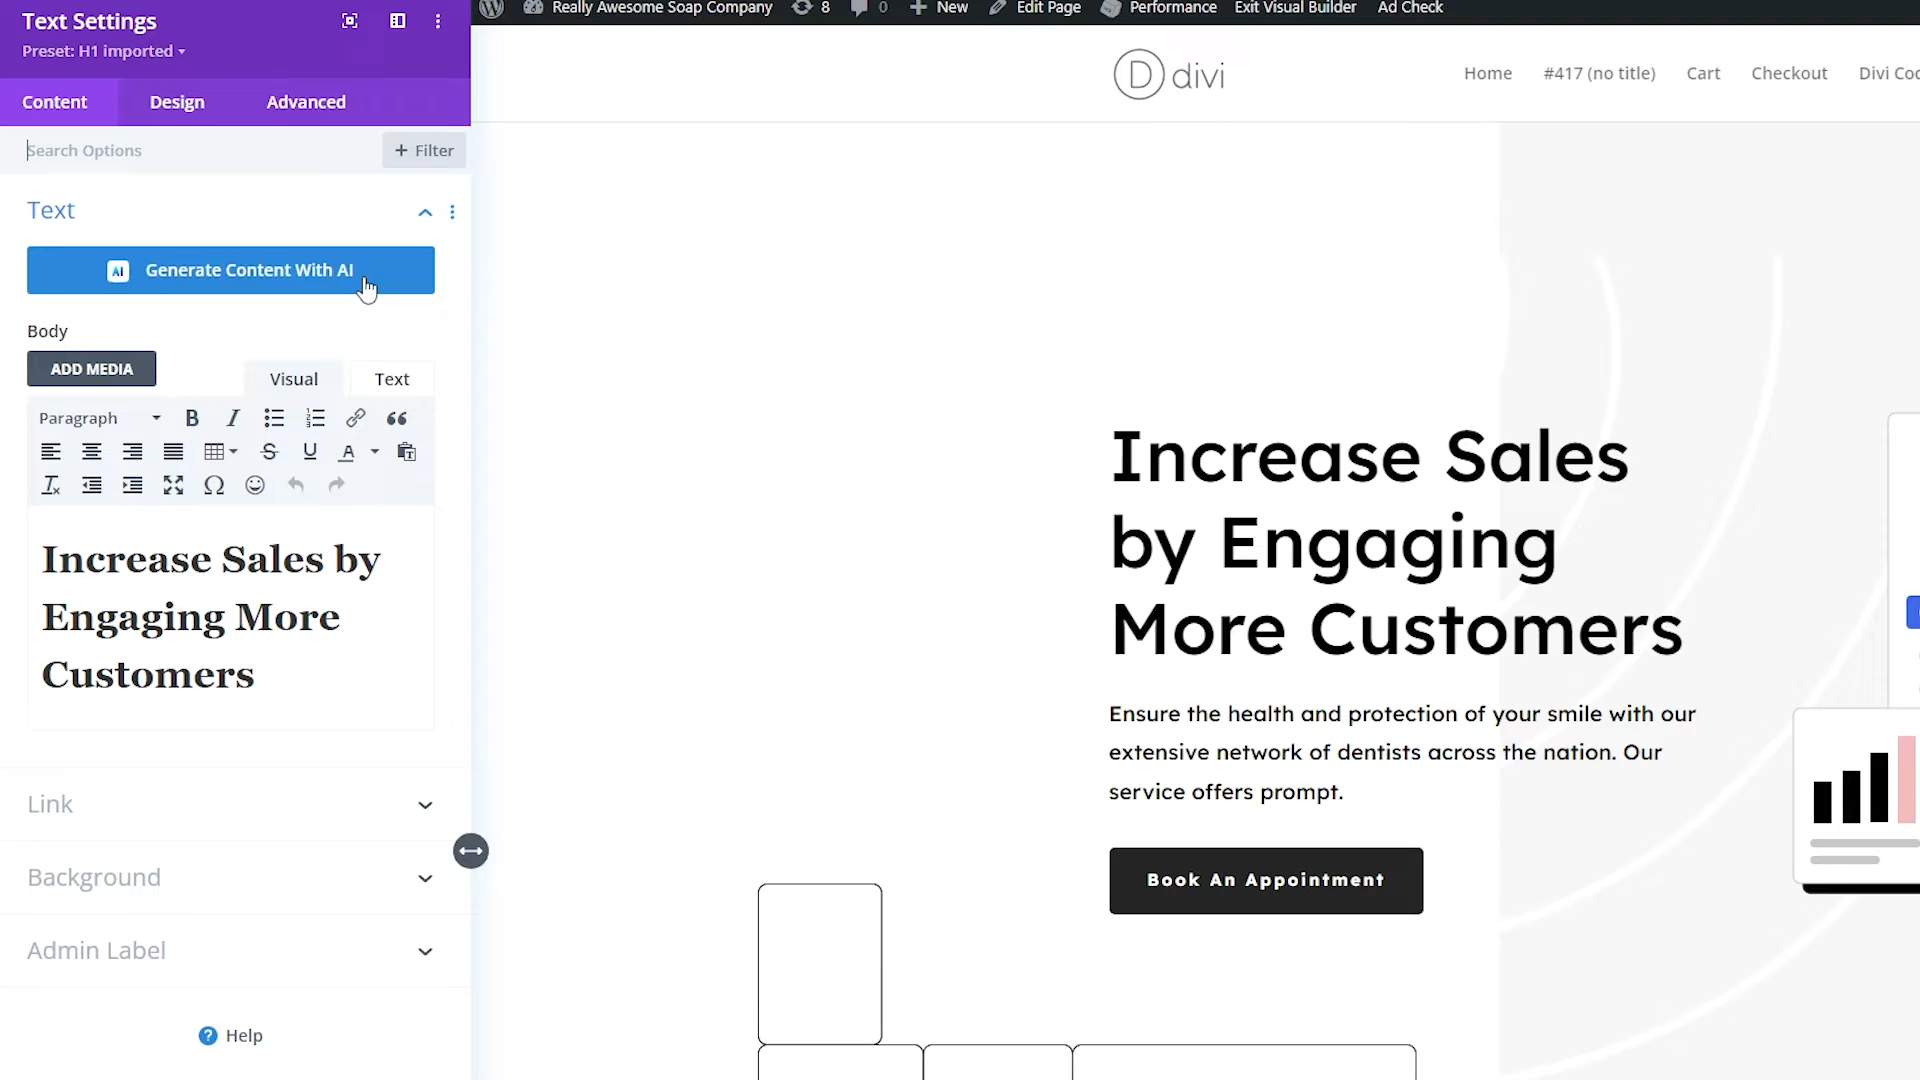 Text Settings
Preset: H1 imported
Content
Design
Advanced
Search Options
+ Filter
Text
AI Generate Content With AI
Body
ADD MEDIA
Visual
Text
Paragraph
Increase Sales by
Engaging More
Customers
Link
Background
Admin Label
? Help
Really Awesome Soap Company
8
0
New
Edit Page
Performance
Exit Visual Builder
Ad Check
D divi
Home
#417 (no title)
Cart
Checkout
Divi
Increase Sales
by Engaging
More Customers
Ensure the health and protection of your smile with our
extensive network of dentists across the nation. Our
service offers prompt.
Book An Appointment